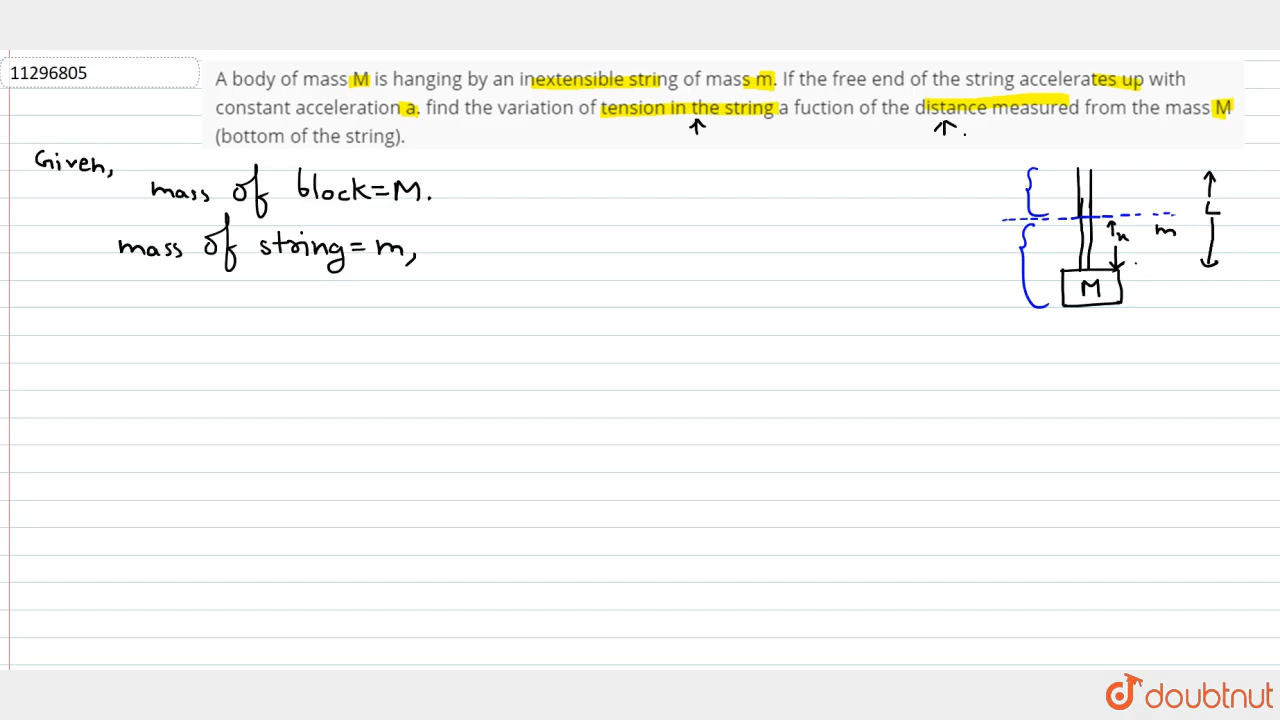 11296805
A body of mass M is hanging by an inextensible string of mass m. If the free end of the string accelerates up with
constant acceleration a. find the variation of tension in the string a fuction of the distance measured from the mass M
(bottom of the string).
Given,
mass of block=M.
mass of string=m,
L
x
m
M
doubtnut